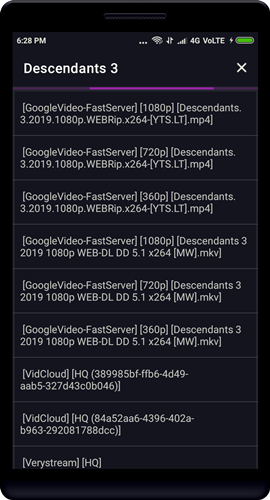 6:28 PM ... 4G VoLTE
Descendants 3 ✕
[GoogleVideo-FastServer] [1080p] [Descendants.
3.2019.1080p.WEBRip.x264-[YTS.LT].mp4]
[GoogleVideo-FastServer] [720p] [Descendants.
3.2019.1080p.WEBRip.x264-[YTS.LT].mp4]
[GoogleVideo-FastServer] [360p] [Descendants.
3.2019.1080p.WEBRip.x264-[YTS.LT].mp4]
[GoogleVideo-FastServer] [1080p] [Descendants 3
2019 1080p WEB-DL DD 5.1 x264 [MW].mkv]
[GoogleVideo-FastServer] [720p] [Descendants 3
2019 1080p WEB-DL DD 5.1 x264 [MW].mkv]
[GoogleVideo-FastServer] [360p] [Descendants 3
2019 1080p WEB-DL DD 5.1 x264 [MW].mkv]
[VidCloud] [HQ (389985bf-ffb6-4d49-
aab5-327d43c0b046)]
[VidCloud] [HQ (84a52aa6-4396-402a-
b963-292081788dcc)]
[Verystream] [HQ]